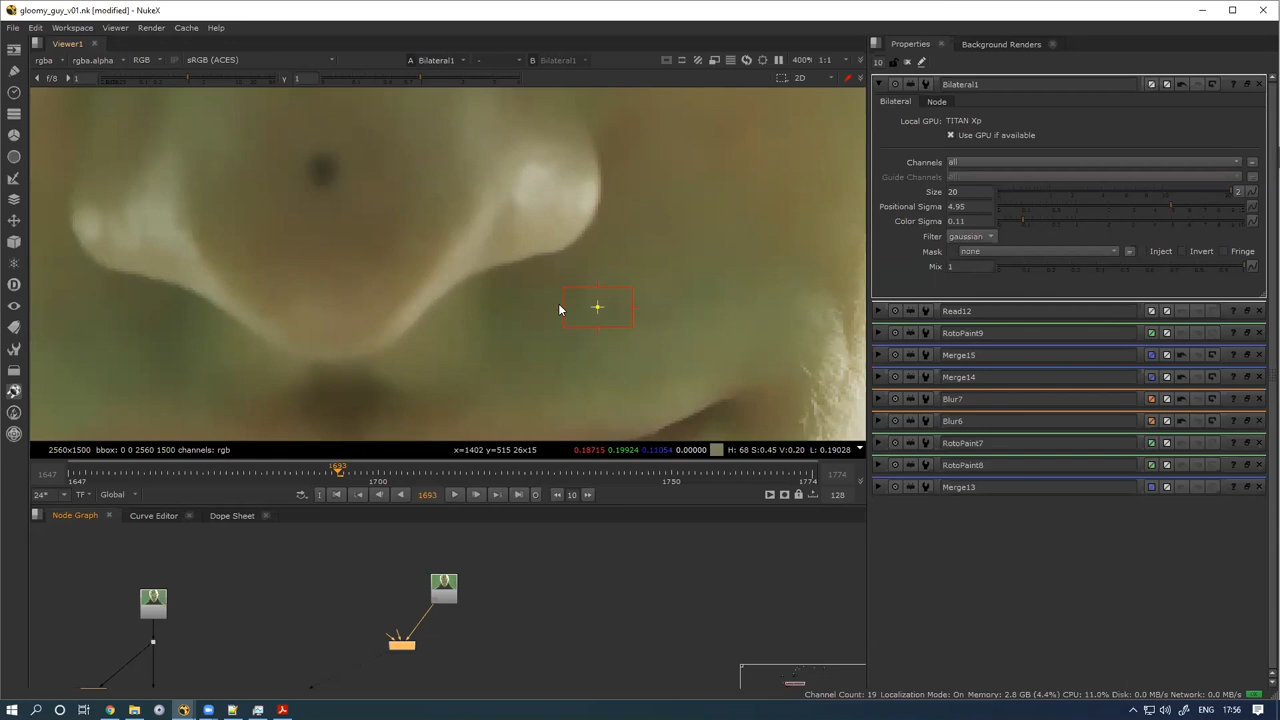 gloomy_guy_v01.nk [modified] - NukeX
File Edit Workspace Viewer Render Cache Help
Viewer1
rgba rgba.alpha RGB sRGB (ACES) A Bilateral1 - B Bilateral1 400% 1:1
f/8 1 y 1 2D
2560x1500 bbox: 0 0 2560 1500 channels: rgb x=1402 y=515 26x15 0.18715 0.19924 0.11054 0.00000 H: 68 S:0.45 V:0.20 L: 0.19028
1647 1647 1693 1700 1750 1774 1774
24* TF Global 1693 10 128
Node Graph Curve Editor Dope Sheet
Properties Background Renders
10
Bilateral1
Bilateral Node
Local GPU: TITAN Xp
Use GPU if available
Channels all
Guide Channels all
Size 20 2
Positional Sigma 4.95
Color Sigma 0.11
Filter gaussian
Mask none Inject Invert Fringe
Mix 1
Read12
RotoPaint9
Merge15
Merge14
Blur7
Blur6
RotoPaint7
RotoPaint8
Merge13
Channel Count: 19 Localization Mode: On Memory: 2.8 GB (4.4%) CPU: 11.0% Disk: 0.0 MB/s Network: 0.0 MB/s
ENG 17:56